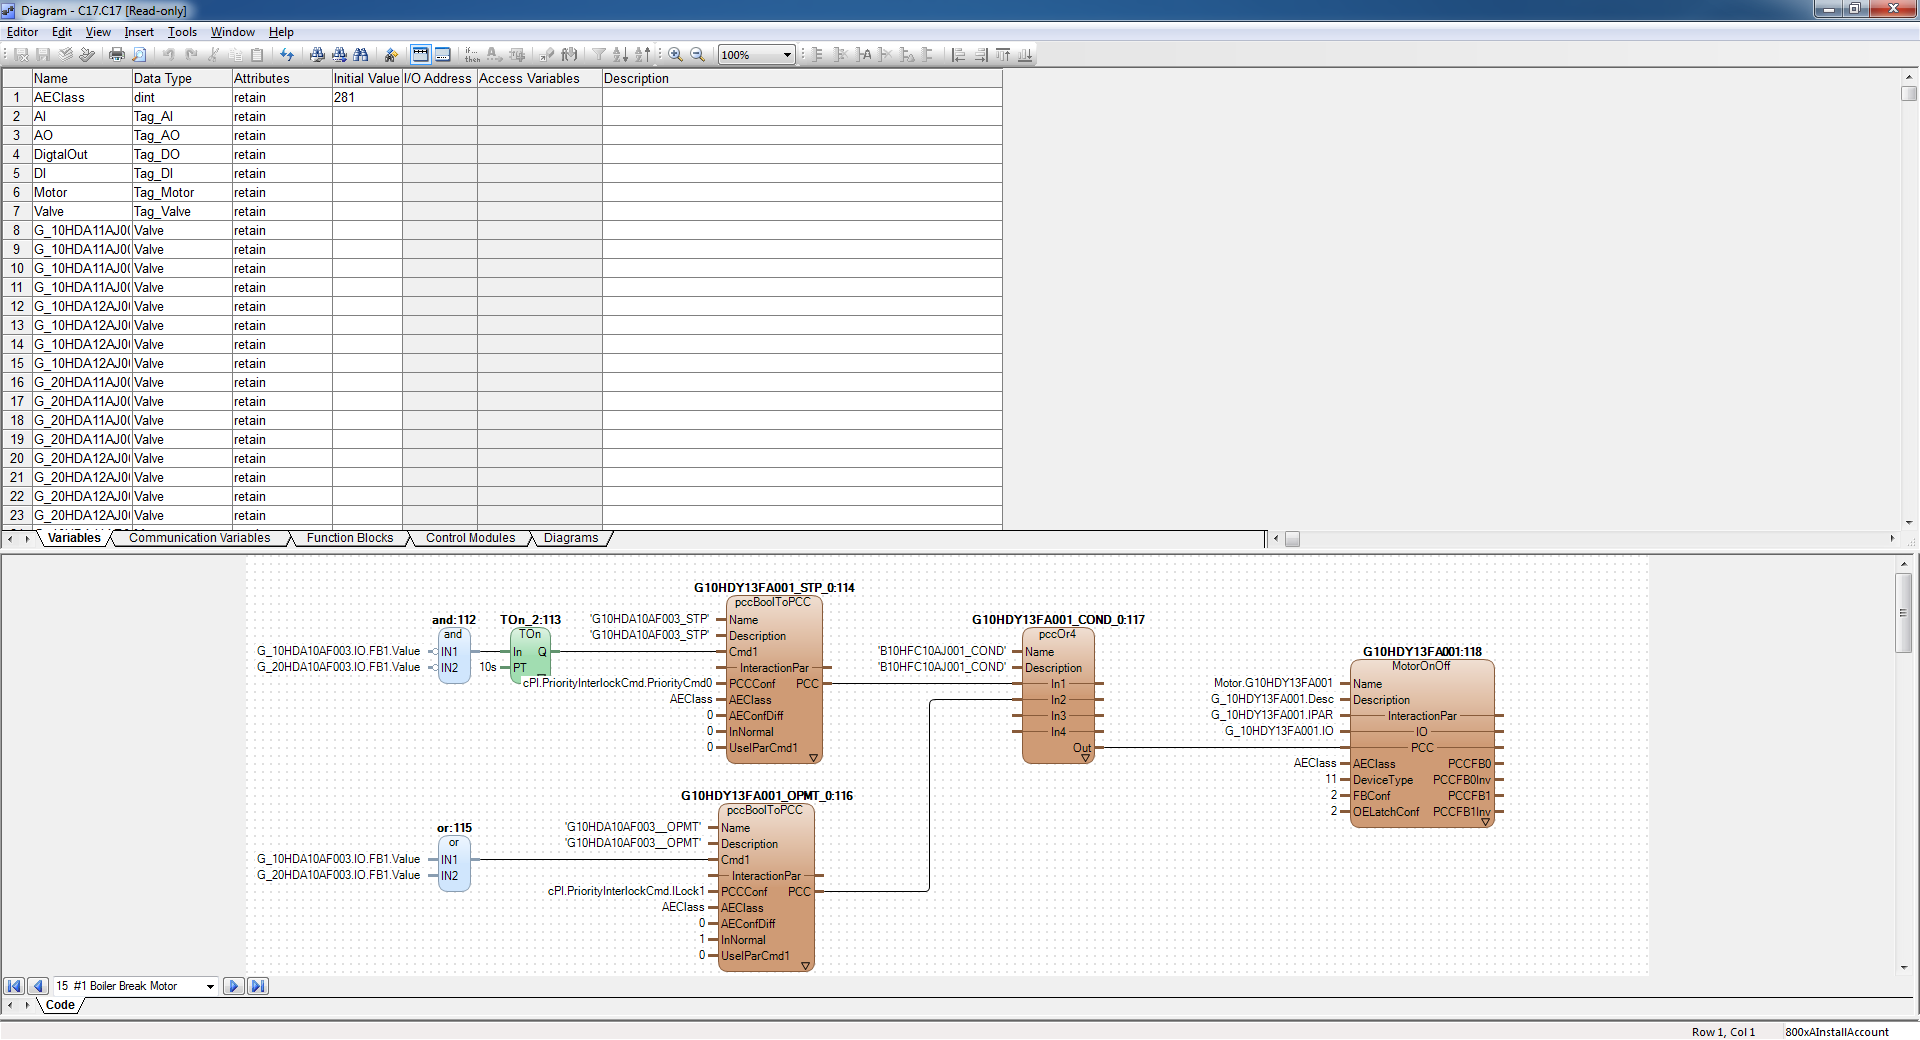 Diagram - C17.C17 [Read-only]
Editor Edit View Insert Tools Window Help
if... then
100%
Name Data Type Attributes Initial Value I/O Address Access Variables Description
1 AEClass dint retain 281
2 AI Tag_AI retain
3 AO Tag_AO retain
4 DigtalOut Tag_DO retain
5 DI Tag_DI retain
6 Motor Tag_Motor retain
7 Valve Tag_Valve retain
8 G_10HDA11AJ0 Valve retain
9 G_10HDA11AJ0 Valve retain
10 G_10HDA11AJ0 Valve retain
11 G_10HDA11AJ0 Valve retain
12 G_10HDA12AJ0 Valve retain
13 G_10HDA12AJ0 Valve retain
14 G_10HDA12AJ0 Valve retain
15 G_10HDA12AJ0 Valve retain
16 G_20HDA11AJ0 Valve retain
17 G_20HDA11AJ0 Valve retain
18 G_20HDA11AJ0 Valve retain
19 G_20HDA11AJ0 Valve retain
20 G_20HDA12AJ0 Valve retain
21 G_20HDA12AJ0 Valve retain
22 G_20HDA12AJ0 Valve retain
23 G_20HDA12AJ0 Valve retain
Variables Communication Variables Function Blocks Control Modules Diagrams
and:112
and
G_10HDA10AF003.IO.FB1.Value IN1
G_20HDA10AF003.IO.FB1.Value IN2
TOn_2:113
TOn
In Q
10s PT
G10HDY13FA001_STP_0:114
pccBoolToPCC
'G10HDA10AF003_STP' Name
'G10HDA10AF003_STP' Description
Cmd1
InteractionPar
cPI.PriorityInterlockCmd.PriorityCmd0 PCCConf PCC
AEClass AEClass
0 AEConfDiff
0 InNormal
0 UseIParCmd1
G10HDY13FA001_COND_0:117
pccOr4
'B10HFC10AJ001_COND' Name
'B10HFC10AJ001_COND' Description
In1
In2
In3
In4
Out
G10HDY13FA001:118
MotorOnOff
Motor.G10HDY13FA001 Name
G_10HDY13FA001.Desc Description
G_10HDY13FA001.IPAR InteractionPar
G_10HDY13FA001.IO IO
PCC
AEClass AEClass PCCFB0
11 DeviceType PCCFB0Inv
2 FBConf PCCFB1
2 OELatchConf PCCFB1Inv
or:115
or
G_10HDA10AF003.IO.FB1.Value IN1
G_20HDA10AF003.IO.FB1.Value IN2
G10HDY13FA001_OPMT_0:116
pccBoolToPCC
'G10HDA10AF003__OPMT' Name
'G10HDA10AF003__OPMT' Description
Cmd1
InteractionPar
cPI.PriorityInterlockCmd.ILock1 PCCConf PCC
AEClass AEClass
0 AEConfDiff
1 InNormal
0 UseIParCmd1
15 #1 Boiler Break Motor
Code
Row 1, Col 1 800xAInstallAccount